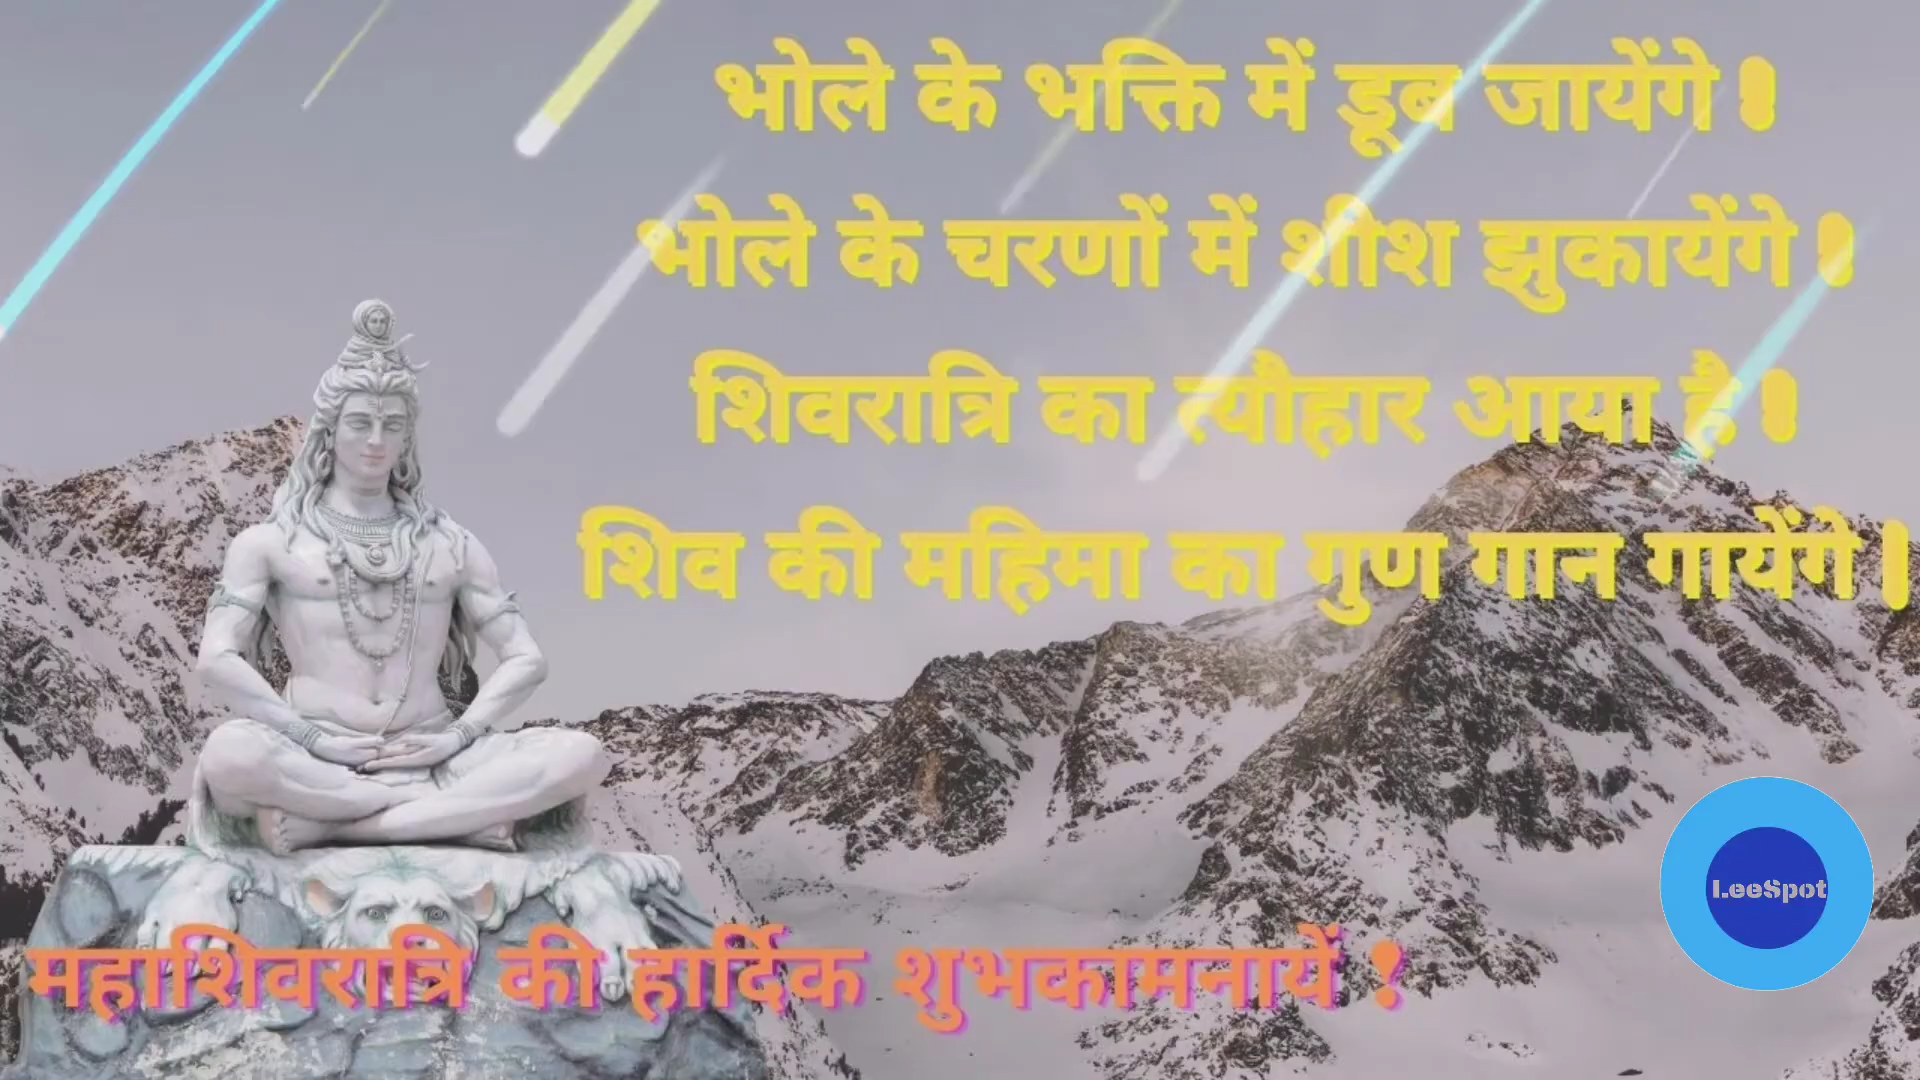 भोले के भक्ति में डूब जायेंगे !
भोले के चरणों में शीश झुकायेंगे !
शिवरात्रि का त्यौहार आया है !
शिव की महिमा का गुण गान गायेंगे |
महाशिवरात्रि की हार्दिक शुभकामनायें !
LeeSpot